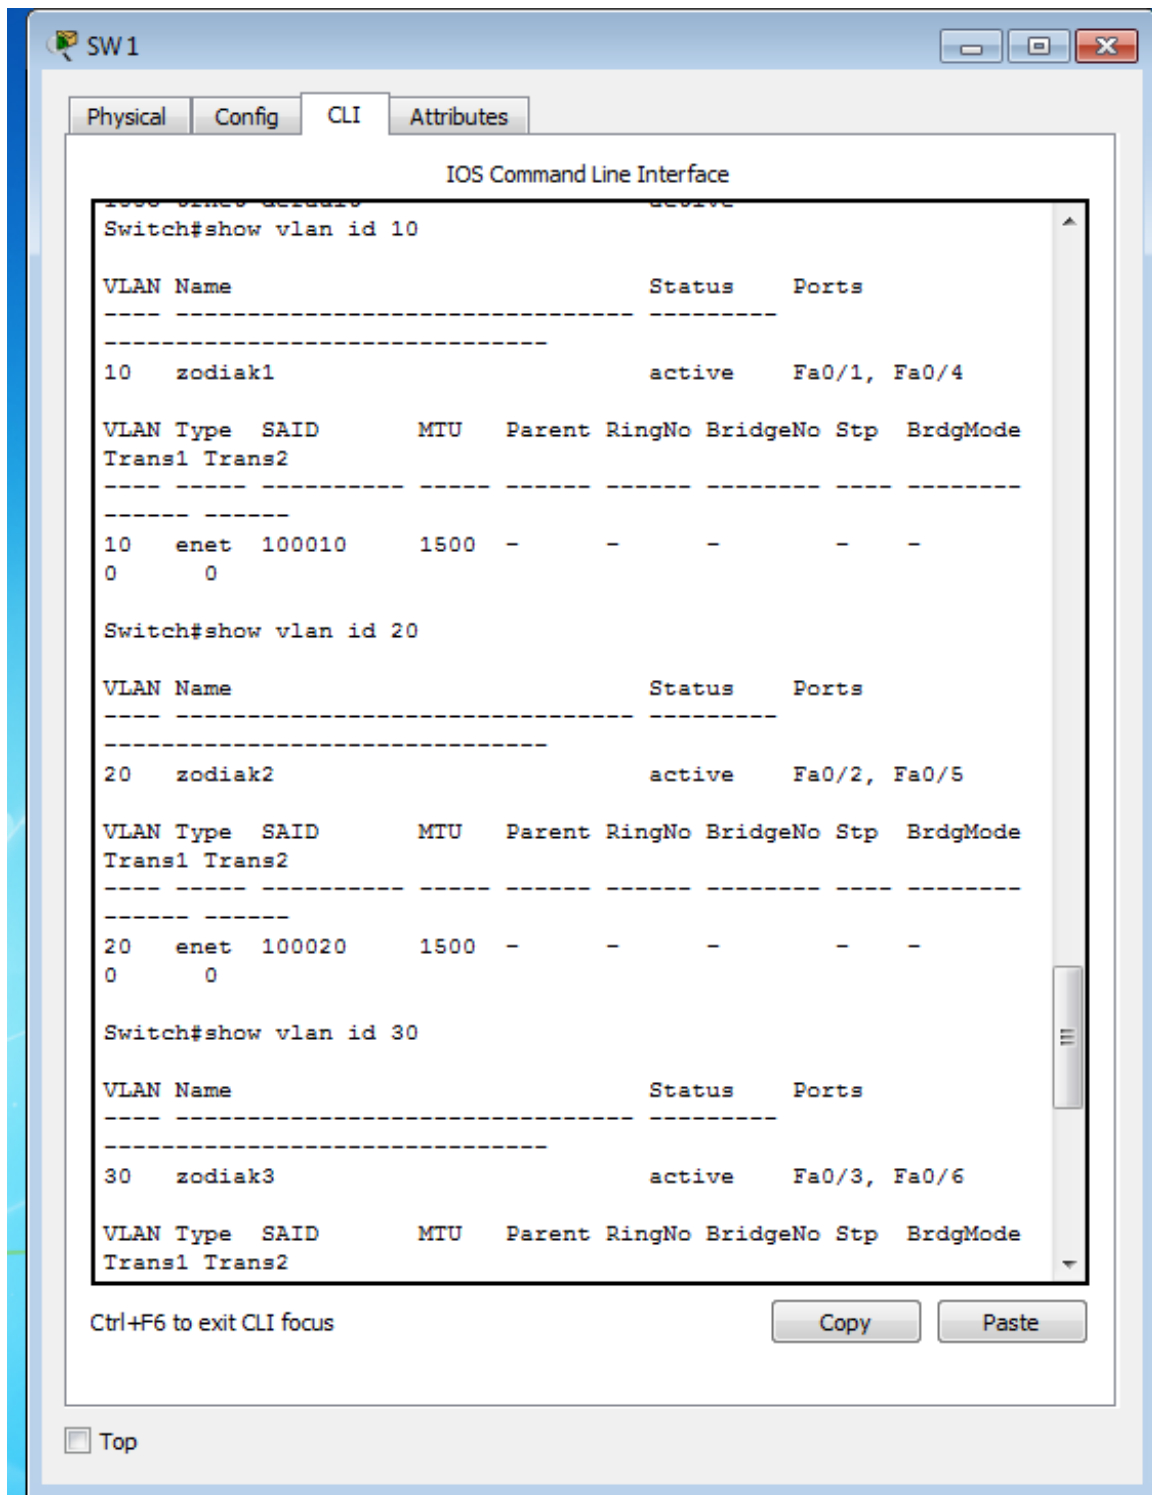 SW1
Physical Config CLI Attributes
IOS Command Line Interface
Switch#show vlan id 10
VLAN Name                             Status    Ports
---- -------------------------------- ---------
-------------------------------
10   zodiak1                          active    Fa0/1, Fa0/4
VLAN Type  SAID       MTU   Parent RingNo BridgeNo Stp  BrdgMode
Trans1 Trans2
---- ----- ---------- ----- ------ ------ -------- ---- --------
------ ------
10   enet  100010     1500  -      -      -        -    -
0      0
Switch#show vlan id 20
VLAN Name                             Status    Ports
---- -------------------------------- ---------
-------------------------------
20   zodiak2                          active    Fa0/2, Fa0/5
VLAN Type  SAID       MTU   Parent RingNo BridgeNo Stp  BrdgMode
Trans1 Trans2
---- ----- ---------- ----- ------ ------ -------- ---- --------
------ ------
20   enet  100020     1500  -      -      -        -    -
0      0
Switch#show vlan id 30
VLAN Name                             Status    Ports
---- -------------------------------- ---------
-------------------------------
30   zodiak3                          active    Fa0/3, Fa0/6
VLAN Type  SAID       MTU   Parent RingNo BridgeNo Stp  BrdgMode
Trans1 Trans2
Ctrl+F6 to exit CLI focus Copy Paste
Top